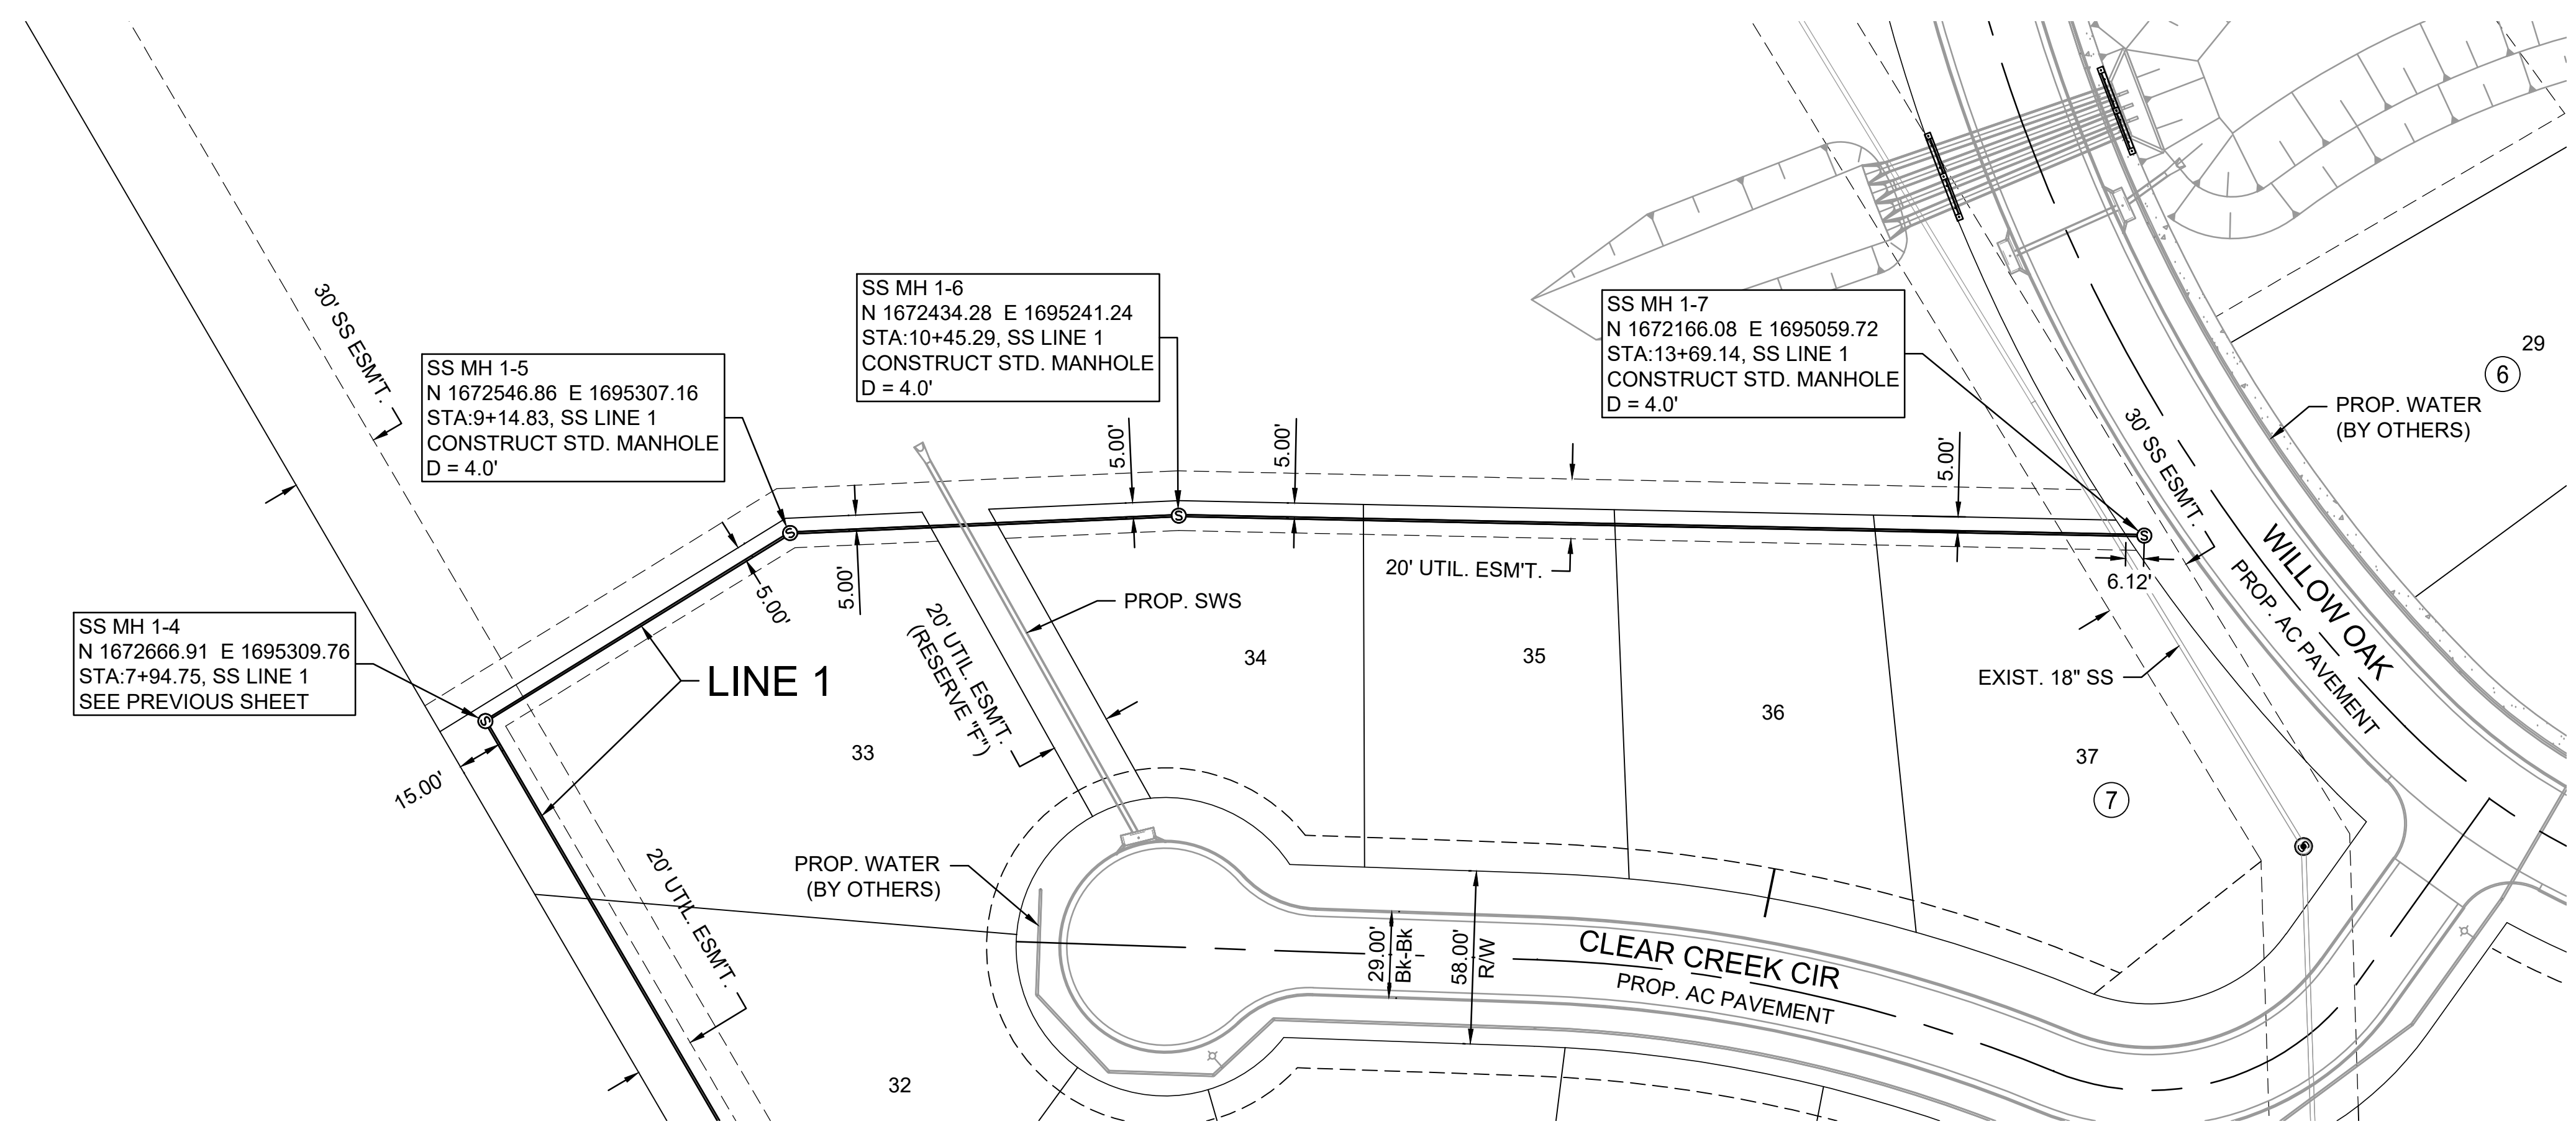 30' SS ESM'T.
SS MH 1-5
N 1672546.86 E 1695307.16
STA:9+14.83, SS LINE 1
CONSTRUCT STD. MANHOLE
D = 4.0'
SS MH 1-6
N 1672434.28 E 1695241.24
STA:10+45.29, SS LINE 1
CONSTRUCT STD. MANHOLE
D = 4.0'
SS MH 1-7
N 1672166.08 E 1695059.72
STA:13+69.14, SS LINE 1
CONSTRUCT STD. MANHOLE
D = 4.0'
29
6
PROP. WATER
(BY OTHERS)
30' SS ESM'T.
5.00'
5.00'
5.00'
S
S
S
5.00'
5.00'
20' UTIL. ESM'T.
6.12'
WILLOW OAK
PROP. AC PAVEMENT
SS MH 1-4
N 1672666.91 E 1695309.76
STA:7+94.75, SS LINE 1
SEE PREVIOUS SHEET
S
LINE 1
20' UTIL. ESM'T.
(RESERVE "F")
PROP. SWS
34
35
36
EXIST. 18" SS
37
7
33
15.00'
S
20' UTIL. ESM'T.
PROP. WATER
(BY OTHERS)
29.00'
Bk-Bk
58.00'
R/W
CLEAR CREEK CIR
PROP. AC PAVEMENT
32